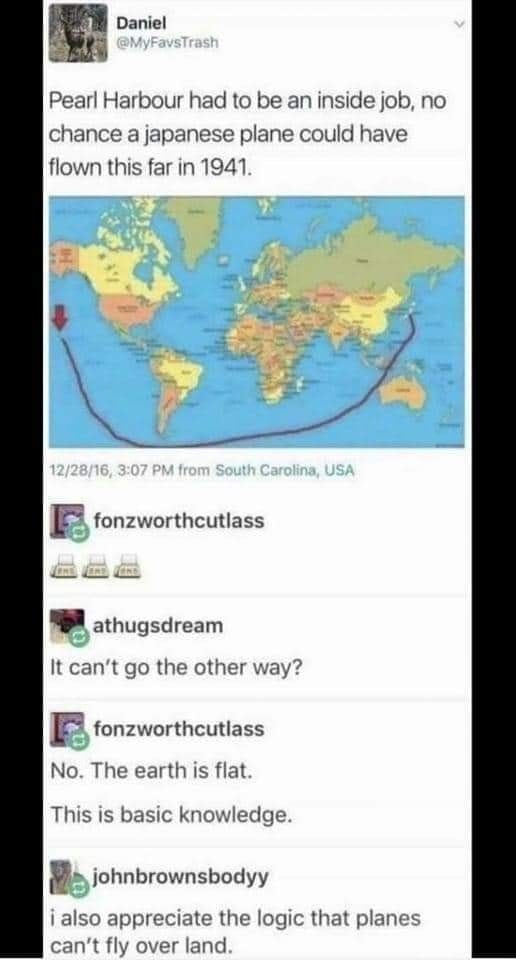 Daniel
@MyFavsTrash
Pearl Harbour had to be an inside job, no
chance a japanese plane could have
flown this far in 1941.
12/28/16, 3:07 PM from South Carolina, USA
fonzworthcutlass
athugsdream
It can't go the other way?
fonzworthcutlass
No. The earth is flat.
This is basic knowledge.
johnbrownsbodyy
i also appreciate the logic that planes
can't fly over land.